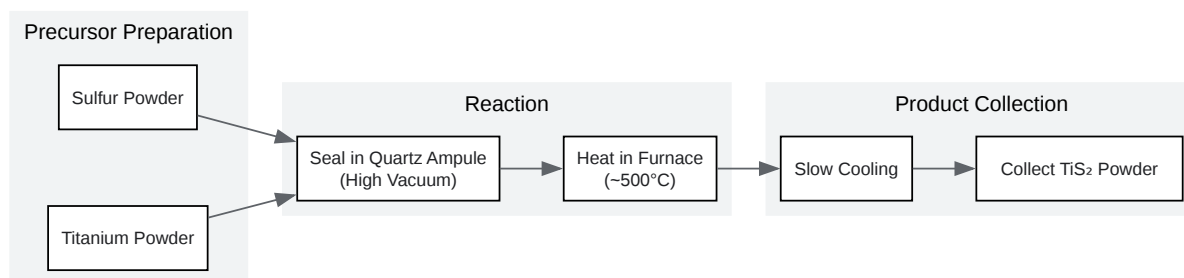 Precursor Preparation
Sulfur Powder
Titanium Powder
Reaction
Seal in Quartz Ampule
(High Vacuum)
Heat in Furnace
(~500°C)
Product Collection
Slow Cooling
Collect TiS₂ Powder